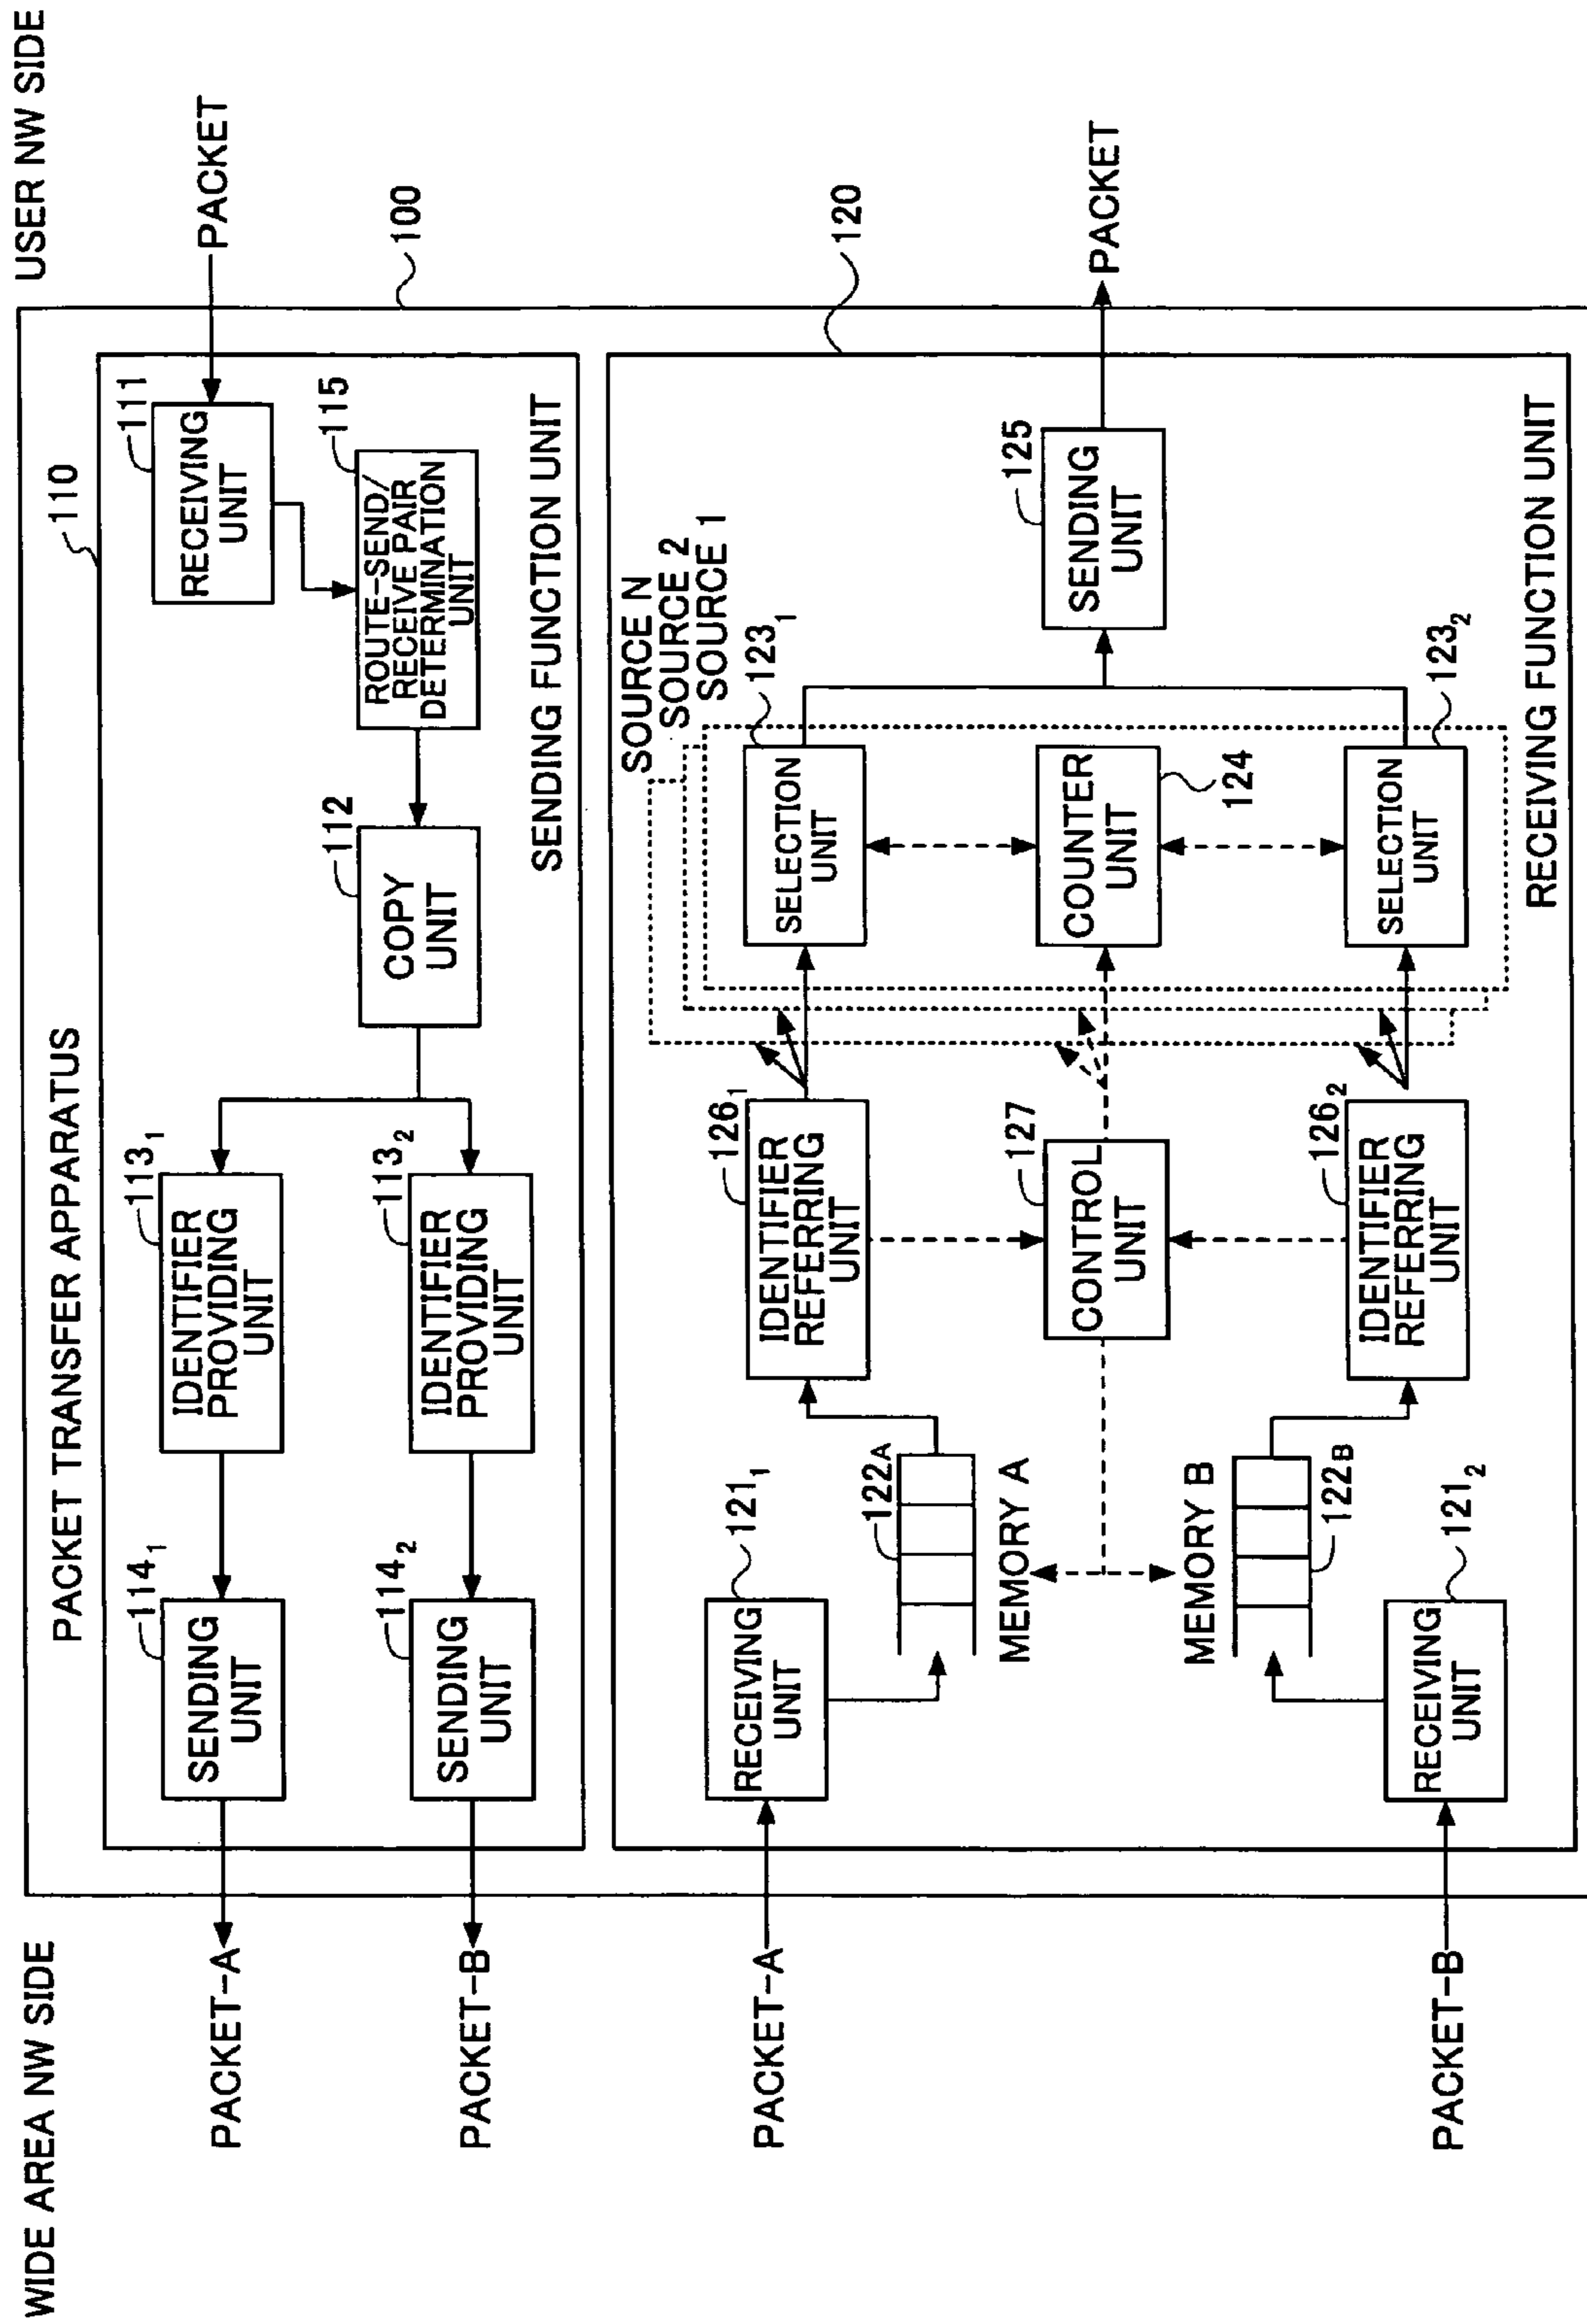 WIDE AREA NW SIDE
USER NW SIDE
PACKET TRANSFER APPARATUS
110
100
PACKET-A
114₁
SENDING
UNIT
113₁
IDENTIFIER
PROVIDING
UNIT
111
RECEIVING
UNIT
PACKET
112
COPY
UNIT
115
ROUTE-SEND/
RECEIVE PAIR
DETERMINATION
UNIT
PACKET-B
114₂
SENDING
UNIT
113₂
IDENTIFIER
PROVIDING
UNIT
SENDING FUNCTION UNIT
120
SOURCE N
SOURCE 2
SOURCE 1
PACKET-A
121₁
RECEIVING
UNIT
122A
MEMORY A
126₁
IDENTIFIER
REFERRING
UNIT
123₁
SELECTION
UNIT
127
CONTROL
UNIT
COUNTER
UNIT
124
125
SENDING
UNIT
PACKET
MEMORY B
122B
126₂
IDENTIFIER
REFERRING
UNIT
SELECTION
UNIT
123₂
PACKET-B
121₂
RECEIVING
UNIT
RECEIVING FUNCTION UNIT